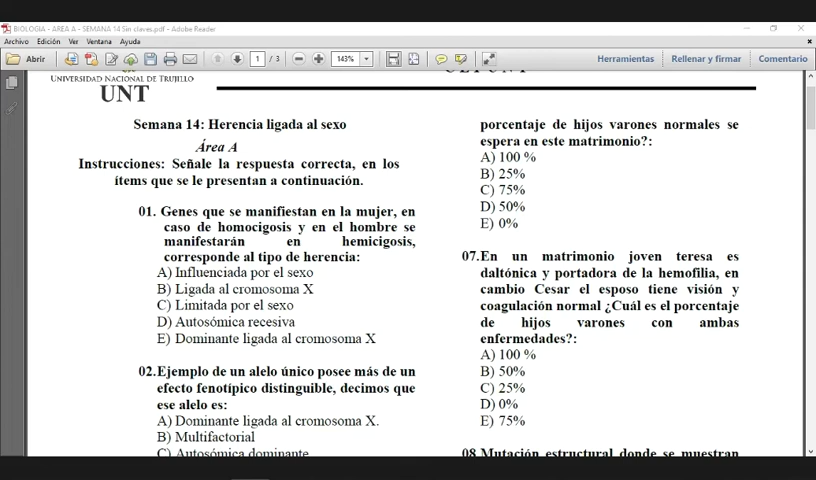 BIOLOGIA - AREA A - SEMANA 14 Sin claves.pdf - Adobe Reader
Archivo Edición Ver Ventana Ayuda
Abrir 1 / 3 143% Herramientas Rellenar y firmar Comentario
UNIVERSIDAD NACIONAL DE TRUJILLO
UNT
Semana 14: Herencia ligada al sexo
Área A
Instrucciones: Señale la respuesta correcta, en los
ítems que se le presentan a continuación.
01. Genes que se manifiestan en la mujer, en
caso de homocigosis y en el hombre se
manifestarán en hemicigosis,
corresponde al tipo de herencia:
A) Influenciada por el sexo
B) Ligada al cromosoma X
C) Limitada por el sexo
D) Autosómica recesiva
E) Dominante ligada al cromosoma X
02. Ejemplo de un alelo único posee más de un
efecto fenotípico distinguible, decimos que
ese alelo es:
A) Dominante ligada al cromosoma X.
B) Multifactorial
C) Autosómica dominante
porcentaje de hijos varones normales se
espera en este matrimonio?:
A) 100 %
B) 25%
C) 75%
D) 50%
E) 0%
07. En un matrimonio joven teresa es
daltónica y portadora de la hemofilia, en
cambio Cesar el esposo tiene visión y
coagulación normal ¿Cuál es el porcentaje
de hijos varones con ambas
enfermedades?:
A) 100 %
B) 50%
C) 25%
D) 0%
E) 75%
08 Mutación estructural donde se muestran